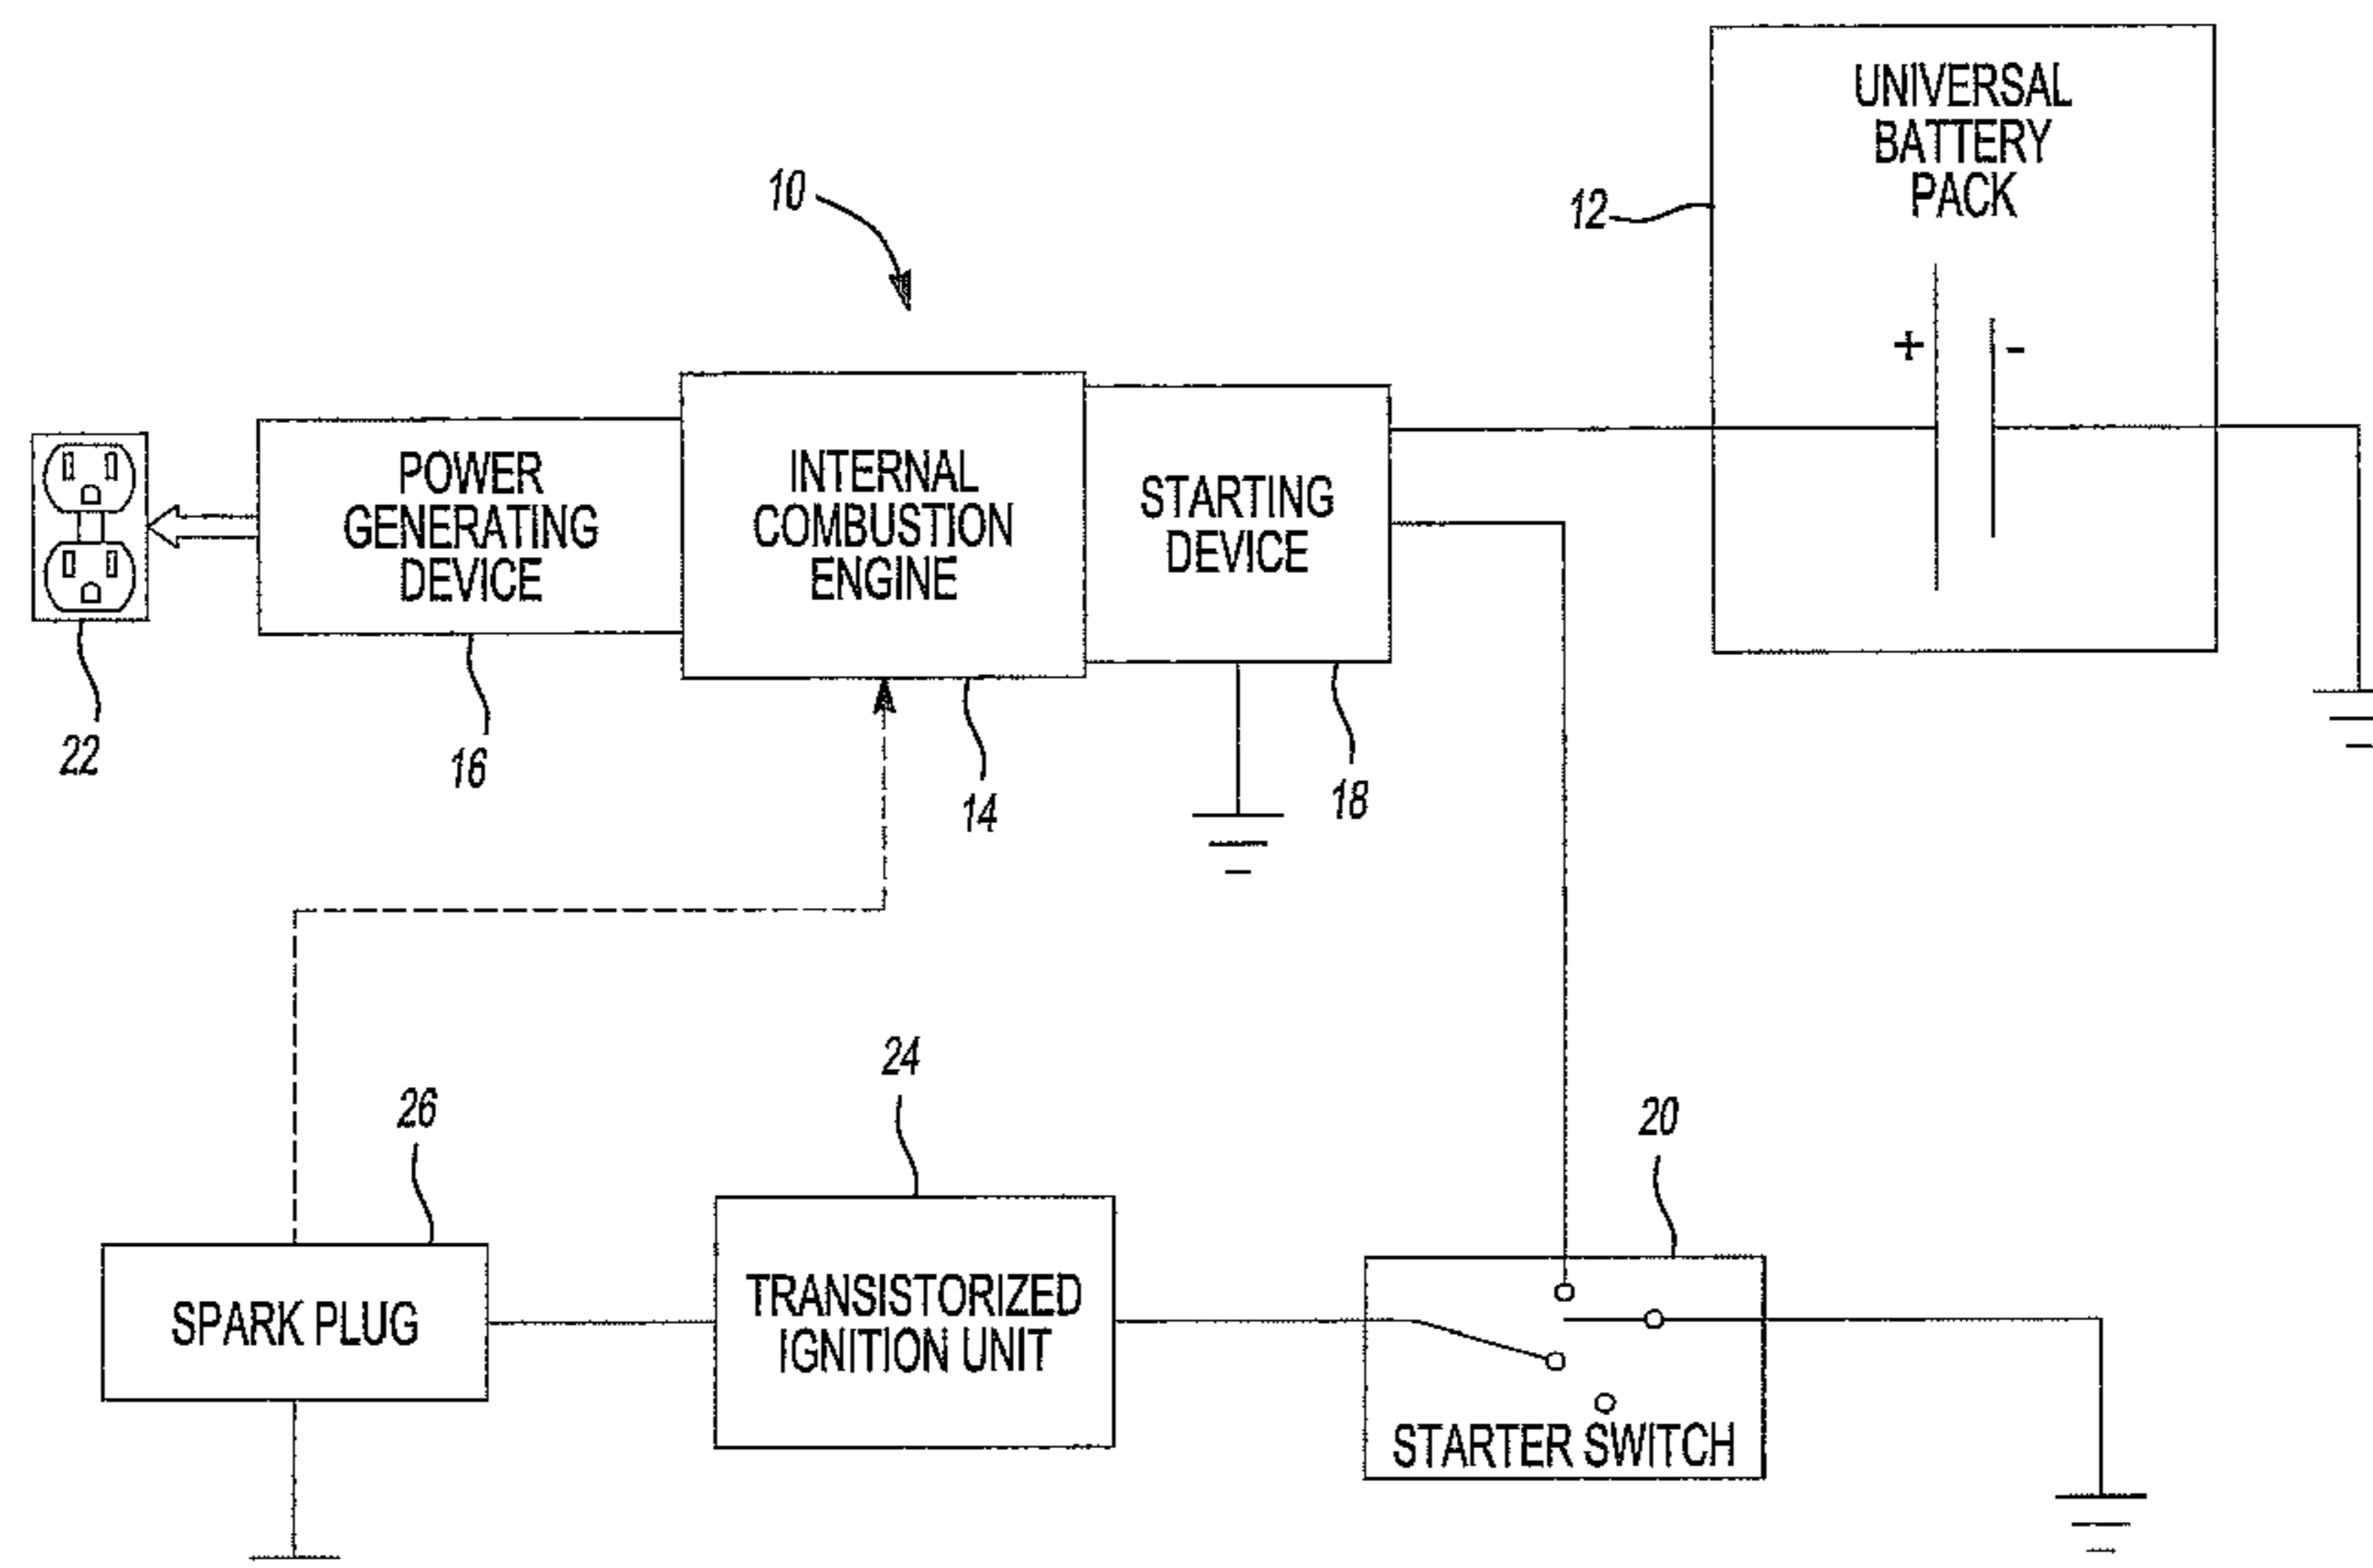 UNIVERSAL
BATTERY
PACK
10
12
+
-
POWER
GENERATING
DEVICE
INTERNAL
COMBUSTION
ENGINE
STARTING
DEVICE
22
16
14
18
24
26
20
SPARK PLUG
TRANSISTORIZED
IGNITION UNIT
STARTER SWITCH